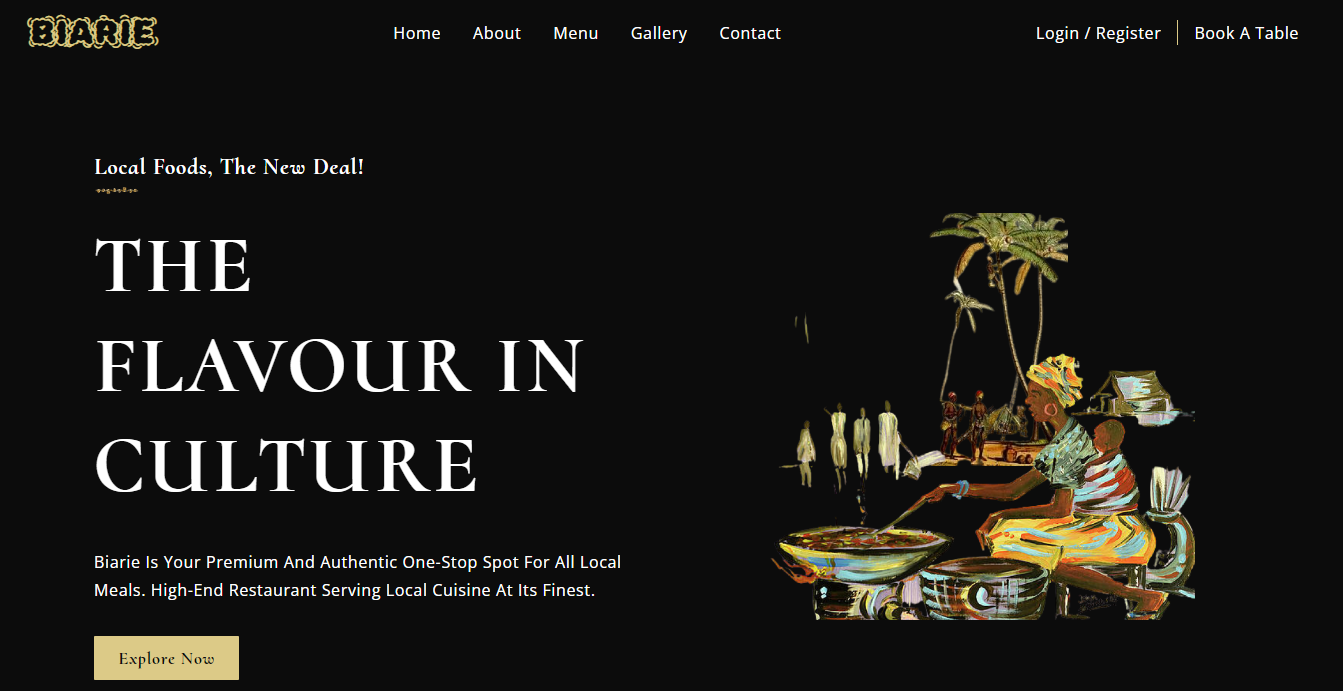 BIARIE
Home About Menu Gallery Contact
Login / Register Book A Table
Local Foods, The New Deal!
THE
FLAVOUR IN
CULTURE
Biarie Is Your Premium And Authentic One-Stop Spot For All Local
Meals. High-End Restaurant Serving Local Cuisine At Its Finest.
Explore Now